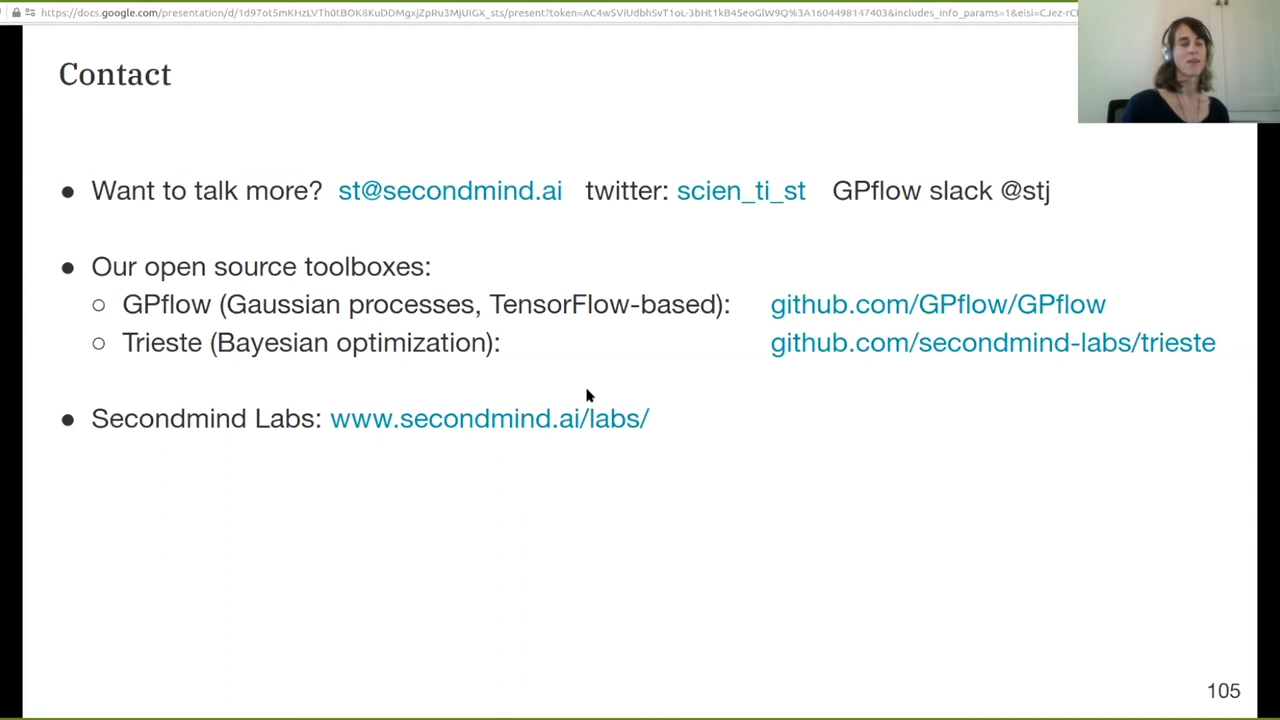 Contact
● Want to talk more? st@secondmind.ai twitter: scien_ti_st GPflow slack @stj
● Our open source toolboxes:
○ GPflow (Gaussian processes, TensorFlow-based): github.com/GPflow/GPflow
○ Trieste (Bayesian optimization): github.com/secondmind-labs/trieste
● Secondmind Labs: www.secondmind.ai/labs/
105